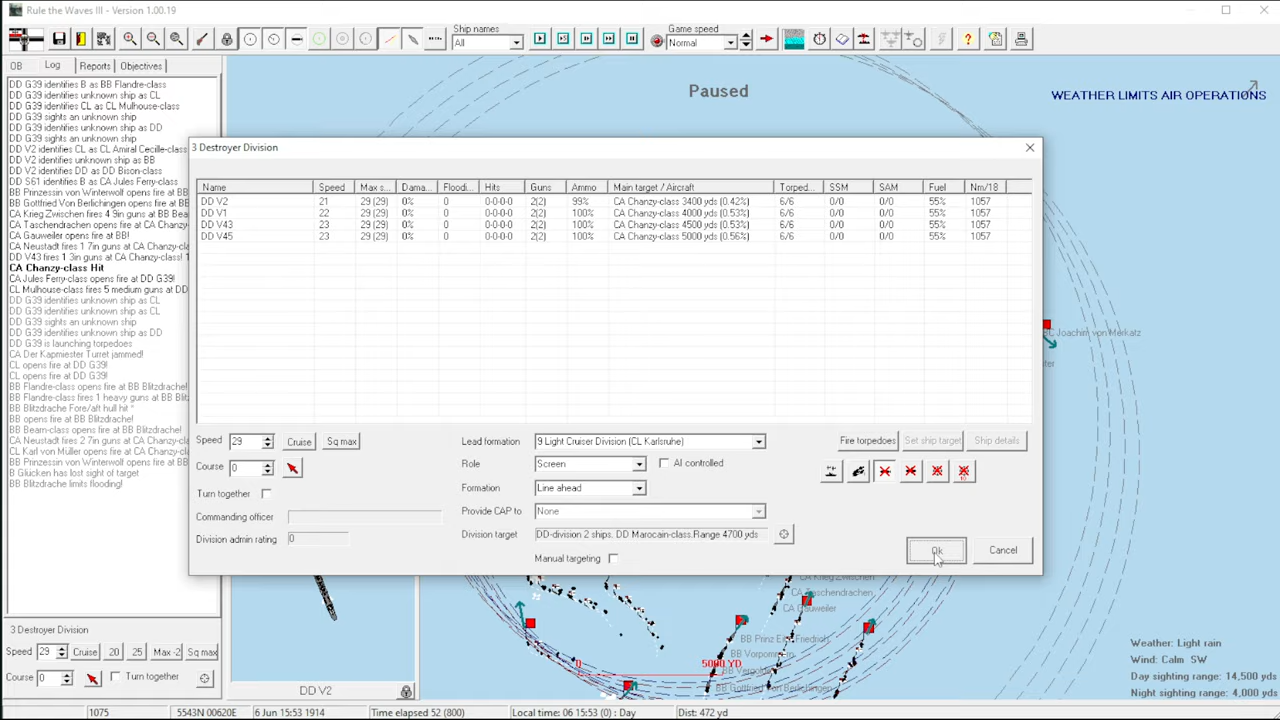 Rule the Waves III - Version 1.00.19
Ship names
All
Game speed
Normal
OB
Log
Reports
Objectives
DD G39 identifies B as BB Flandre-class
DD G39 identifies unknown ship as CL
DD G39 identifies CL as CL Mulhouse-class
DD G39 sights an unknown ship
DD G39 identifies unknown ship as DD
DD G39 sights an unknown ship
DD V2 identifies CL as CL Amiral Cecille-class
DD V2 identifies unknown ship as BB
DD V2 identifies DD as DD Bison-class
DD S61 identifies B as CA Jules Ferry-class
BB Prinzessin von Winterwolf opens fire at BB
BB Gottfried von Berlichingen opens fire at BB
CA Krieg Zwischen fires 4 9in guns at BB Bear
CA Taschendrachen opens fire at CA Chanzy-
CA Gauweiler opens fire at BB
CA Neustadt fires 1 7in guns at CA Chanzy-cla
DD V43 fires 1 3in guns at CA Chanzy-class! 1
CA Chanzy-class Hit
CA Jules Ferry-class opens fire at DD G39!
CL Mulhouse-class fires 5 medium guns at DD
DD G39 identifies unknown ship as CL
DD G39 identifies unknown ship as CL
DD G39 sights an unknown ship
DD G39 identifies unknown ship as DD
DD G39 is launching torpedoes
CA Der Kapmiester Turret jammed!
CL opens fire at DD G39!
CL opens fire at DD G39!
BB Flandre-class opens fire at BB Blitzdrache!
BB Flandre-class fires 1 heavy guns at BB Blit
BB Blitzdrache Fore/aft hull hit *
BB opens fire at BB Blitzdrache!
BB Bearn-class opens fire at BB Blitzdrache!
CA Neustadt fires 2 7in guns at CA Chanzy-cla
CL Karl von Müller opens fire at CA Chanzy-cl
BB Prinzessin von Winterwolf opens fire at BB
B Glücken has lost sight of target
BB Blitzdrache limits flooding!
Paused
WEATHER LIMITS AIR OPERATIONS
3 Destroyer Division
Name Speed Max s... Dama... Floodi... Hits Guns Ammo Main target / Aircraft Torped... SSM SAM Fuel Nm/18
DD V2 21 29 (29) 0% 0 0-0-0-0 2(2) 99% CA Chanzy-class 3400 yds (0.42%) 6/6 0/0 0/0 55% 1057
DD V1 22 29 (29) 0% 0 0-0-0-0 2(2) 100% CA Chanzy-class 4000 yds (0.53%) 6/6 0/0 0/0 55% 1057
DD V43 23 29 (29) 0% 0 0-0-0-0 2(2) 100% CA Chanzy-class 4500 yds (0.53%) 6/6 0/0 0/0 55% 1057
DD V45 23 29 (29) 0% 0 0-0-0-0 2(2) 100% CA Chanzy-class 5000 yds (0.56%) 6/6 0/0 0/0 55% 1057
Speed 29 Cruise Sq max
Course 0
Turn together
Commanding officer
Division admin rating 0
Lead formation 9 Light Cruiser Division (CL Karlsruhe)
Role Screen AI controlled
Formation Line ahead
Provide CAP to None
Division target DD-division 2 ships. DD Marocain-class.Range 4700 yds
Manual targeting
Fire torpedoes Set ship target Ship details
10
Ok
Cancel
BC Joachim von Merkatz
CA Krieg Zwischen
CA Taschendrachen
CA Gauweiler
BB Prinz Eitel Friedrich
BB Vorpommern
BB Gottfried von Berlichingen
0
5000 YD
Weather: Light rain
Wind: Calm SW
Day sighting range: 14,500 yds
Night sighting range: 4,000 yds
3 Destroyer Division
Speed 29 Cruise 20 25 Max -2 Sq max
Course 0 Turn together
DD V2
1075
5543N 00620E
6 Jun 15:53 1914
Time elapsed 52 (800)
Local time: 06 15:53 (0) : Day
Dist: 472 yd